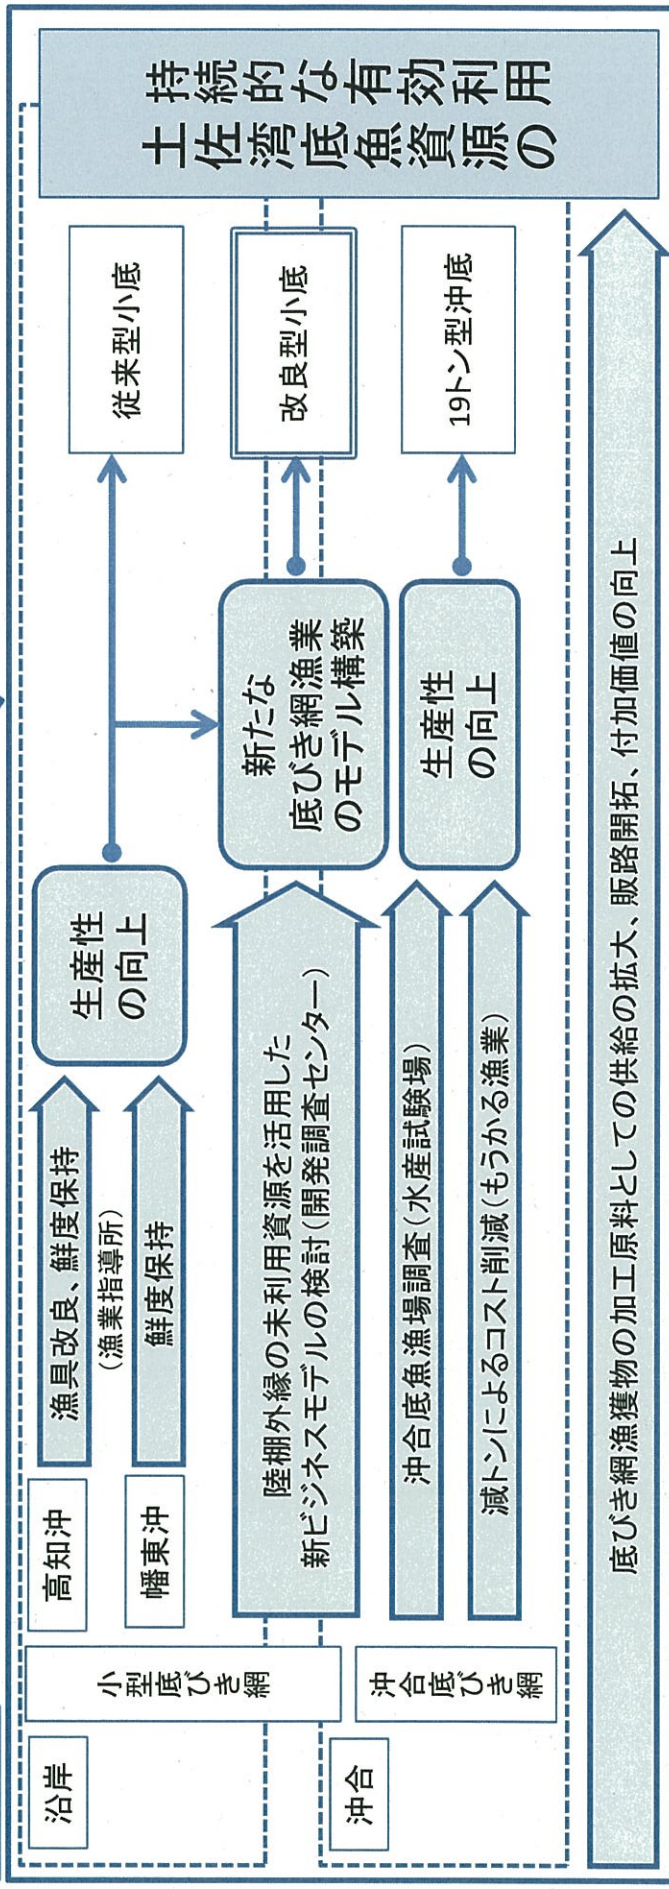 沿岸
小型底びき網
高知沖
漁具改良、鮮度保持
(漁業指導所)
幡東沖
鮮度保持
生産性
の向上
従来型小底
陸棚外縁の未利用資源を活用した
新ビジネスモデルの検討(開発調査センター)
新たな
底びき網漁業
のモデル構築
改良型小底
沖合
沖合底びき網
沖合底魚漁場調査(水産試験場)
減トンによるコスト削減(もうかる漁業)
生産性
の向上
19トン型沖底
土佐湾底魚資源の
持続的な有効利用
底びき網漁獲物の加工原料としての供給の拡大、販路開拓、付加価値の向上